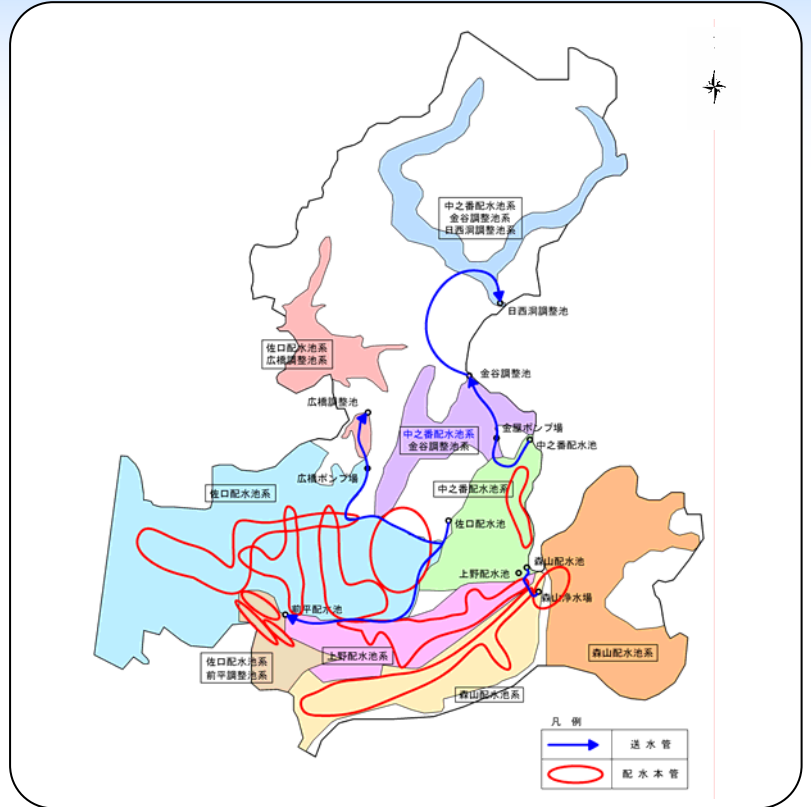 中之番配水池系
金谷調整池系
日西洞調整池系
日西洞調整池
佐口配水池系
広橋調整池系
金谷調整池
広橋調整池
中之番配水池系
金谷調整池系
金屋ポンプ場
中之番配水池
広橋ポンプ場
佐口配水池系
中之番配水池系
佐口配水池
森山配水池
上野配水池
森山浄水場
前平配水池
佐口配水池系
前平調整池系
上野配水池系
森山配水池系
森山配水池系
凡 例
送 水 管
配 水 本 管